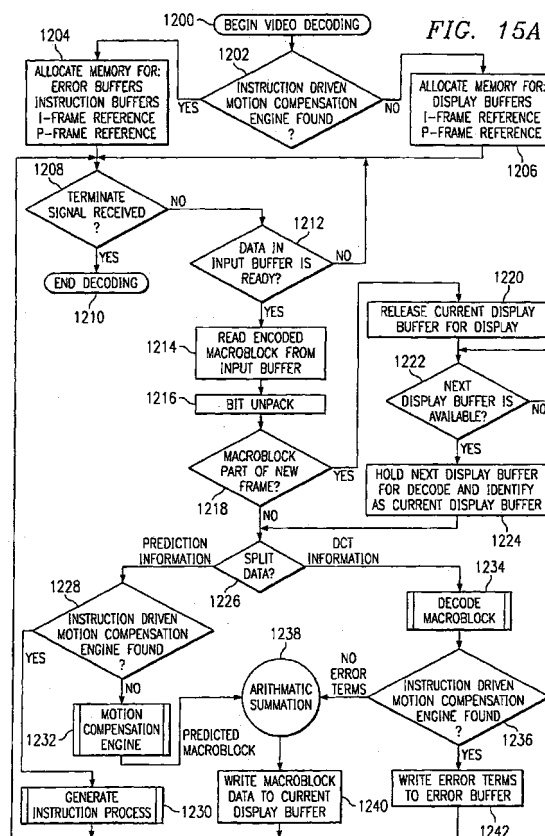 FIG. 15A
1200
BEGIN VIDEO DECODING
1204
1202
ALLOCATE MEMORY FOR:
ERROR BUFFERS
INSTRUCTION BUFFERS
I-FRAME REFERENCE
P-FRAME REFERENCE
YES
INSTRUCTION DRIVEN
MOTION COMPENSATION
ENGINE FOUND
?
NO
ALLOCATE MEMORY FOR:
DISPLAY BUFFERS
I-FRAME REFERENCE
P-FRAME REFERENCE
1206
1208
TERMINATE
SIGNAL RECEIVED
?
NO
YES
END DECODING
1210
1212
DATA IN
INPUT BUFFER IS
READY?
NO
YES
1214
READ ENCODED
MACROBLOCK FROM
INPUT BUFFER
1216
BIT UNPACK
MACROBLOCK
PART OF NEW
FRAME?
1218
YES
NO
1220
RELEASE CURRENT DISPLAY
BUFFER FOR DISPLAY
1222
NEXT
DISPLAY BUFFER IS
AVAILABLE?
NO
YES
HOLD NEXT DISPLAY BUFFER
FOR DECODE AND IDENTIFY
AS CURRENT DISPLAY BUFFER
1224
PREDICTION
INFORMATION
SPLIT
DATA?
1226
DCT
INFORMATION
1228
INSTRUCTION DRIVEN
MOTION COMPENSATION
ENGINE FOUND
?
YES
NO
1232
MOTION
COMPENSATION
ENGINE
PREDICTED
MACROBLOCK
GENERATE
INSTRUCTION PROCESS
1230
1234
DECODE
MACROBLOCK
1238
ARITHMATIC
SUMMATION
NO
ERROR
TERMS
INSTRUCTION DRIVEN
MOTION COMPENSATION
ENGINE FOUND
?
1236
YES
WRITE MACROBLOCK
DATA TO CURRENT
DISPLAY BUFFER
1240
WRITE ERROR TERMS
TO ERROR BUFFER
1242